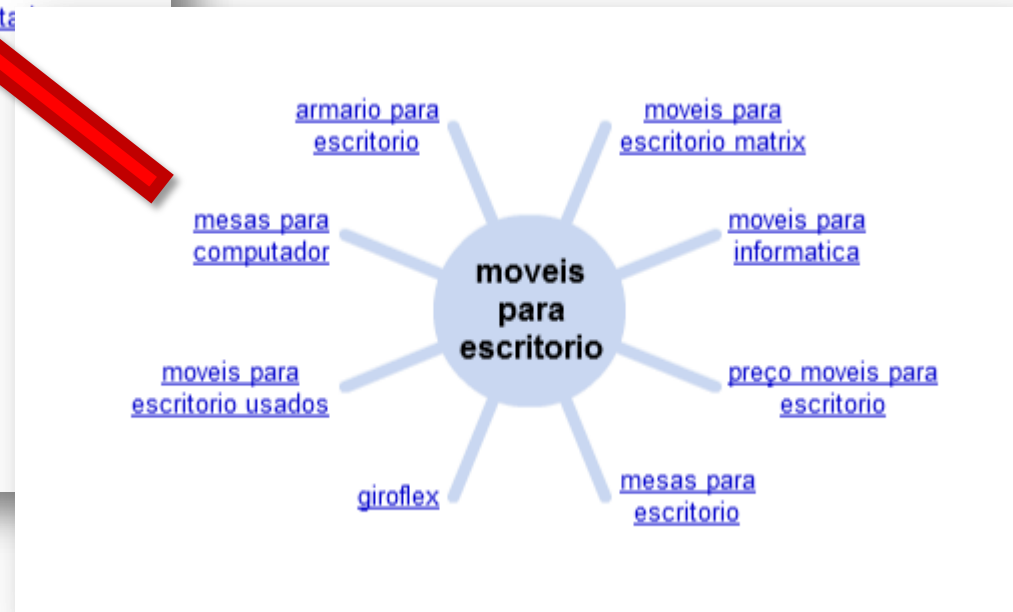 armario para
escritorio
moveis para
escritorio matrix
mesas para
computador
moveis para
informatica
moveis
para
escritorio
moveis para
escritorio usados
preço moveis para
escritorio
giroflex
mesas para
escritorio